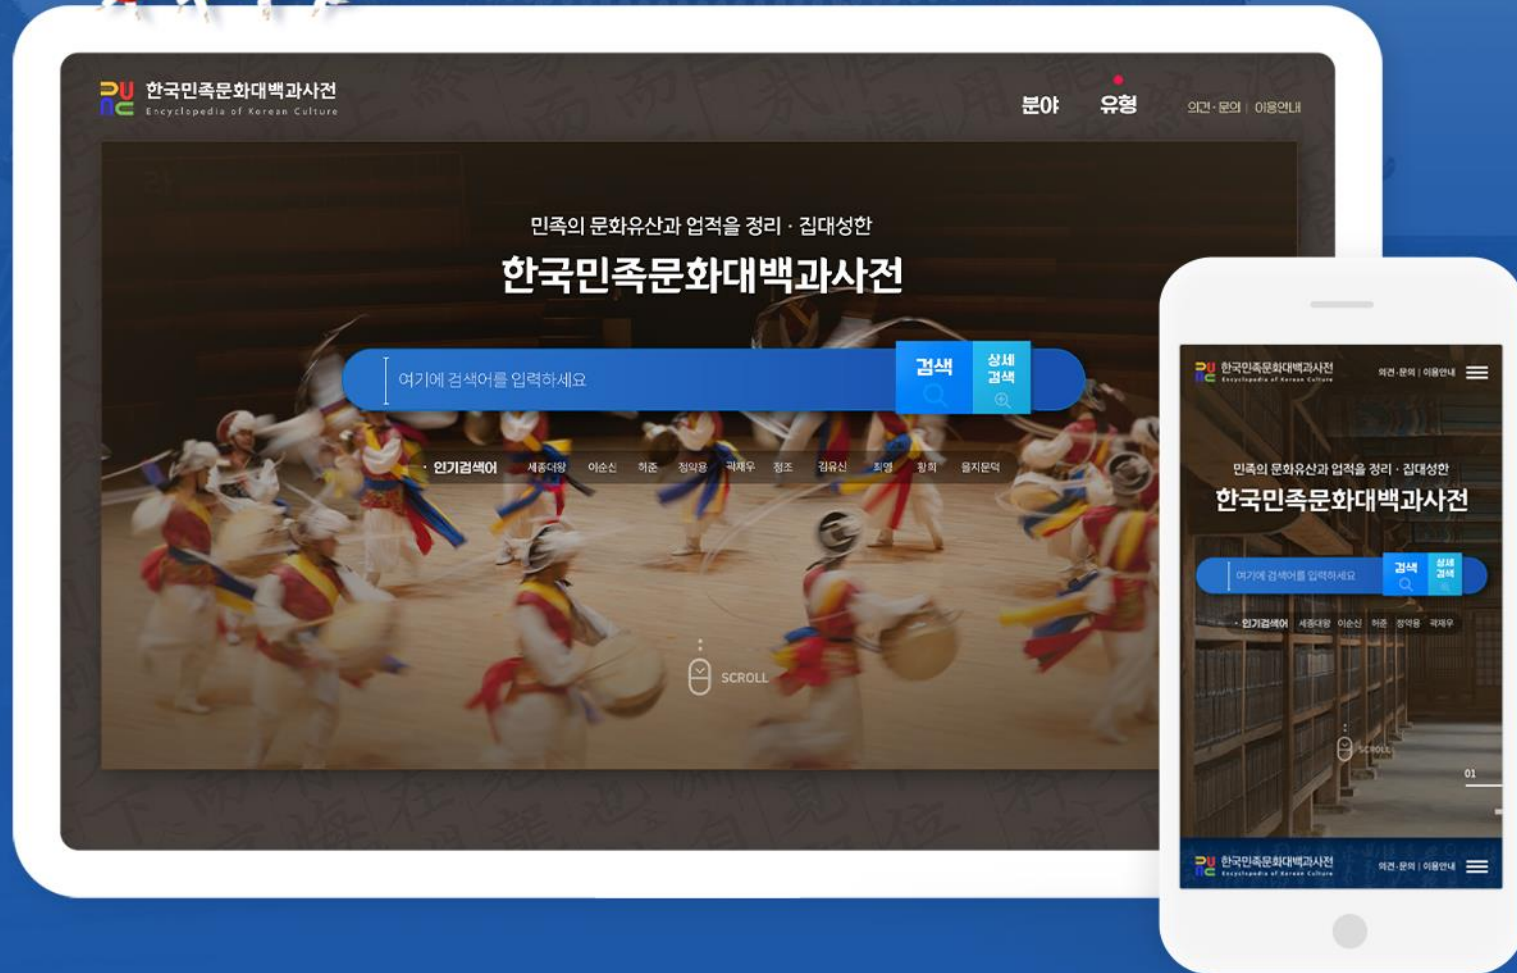 한국민족문화대백과사전
Encyclopedia of Korean Culture
분야 유형 의견·문의 | 이용안내
민족의 문화유산과 업적을 정리 · 집대성한
한국민족문화대백과사전
여기에 검색어를 입력하세요 검색 상세 검색
· 인기검색어 세종대왕 이순신 허준 정약용 곽재우 정조 김유신 최영 황희 을지문덕
SCROLL
한국민족문화대백과사전 의견·문의 | 이용안내
Encyclopedia of Korean Culture
민족의 문화유산과 업적을 정리 · 집대성한
한국민족문화대백과사전
여기에 검색어를 입력하세요 검색 상세 검색
· 인기검색어 세종대왕 이순신 허준 정약용 곽재우
SCROLL
01
한국민족문화대백과사전 의견·문의 | 이용안내
Encyclopedia of Korean Culture